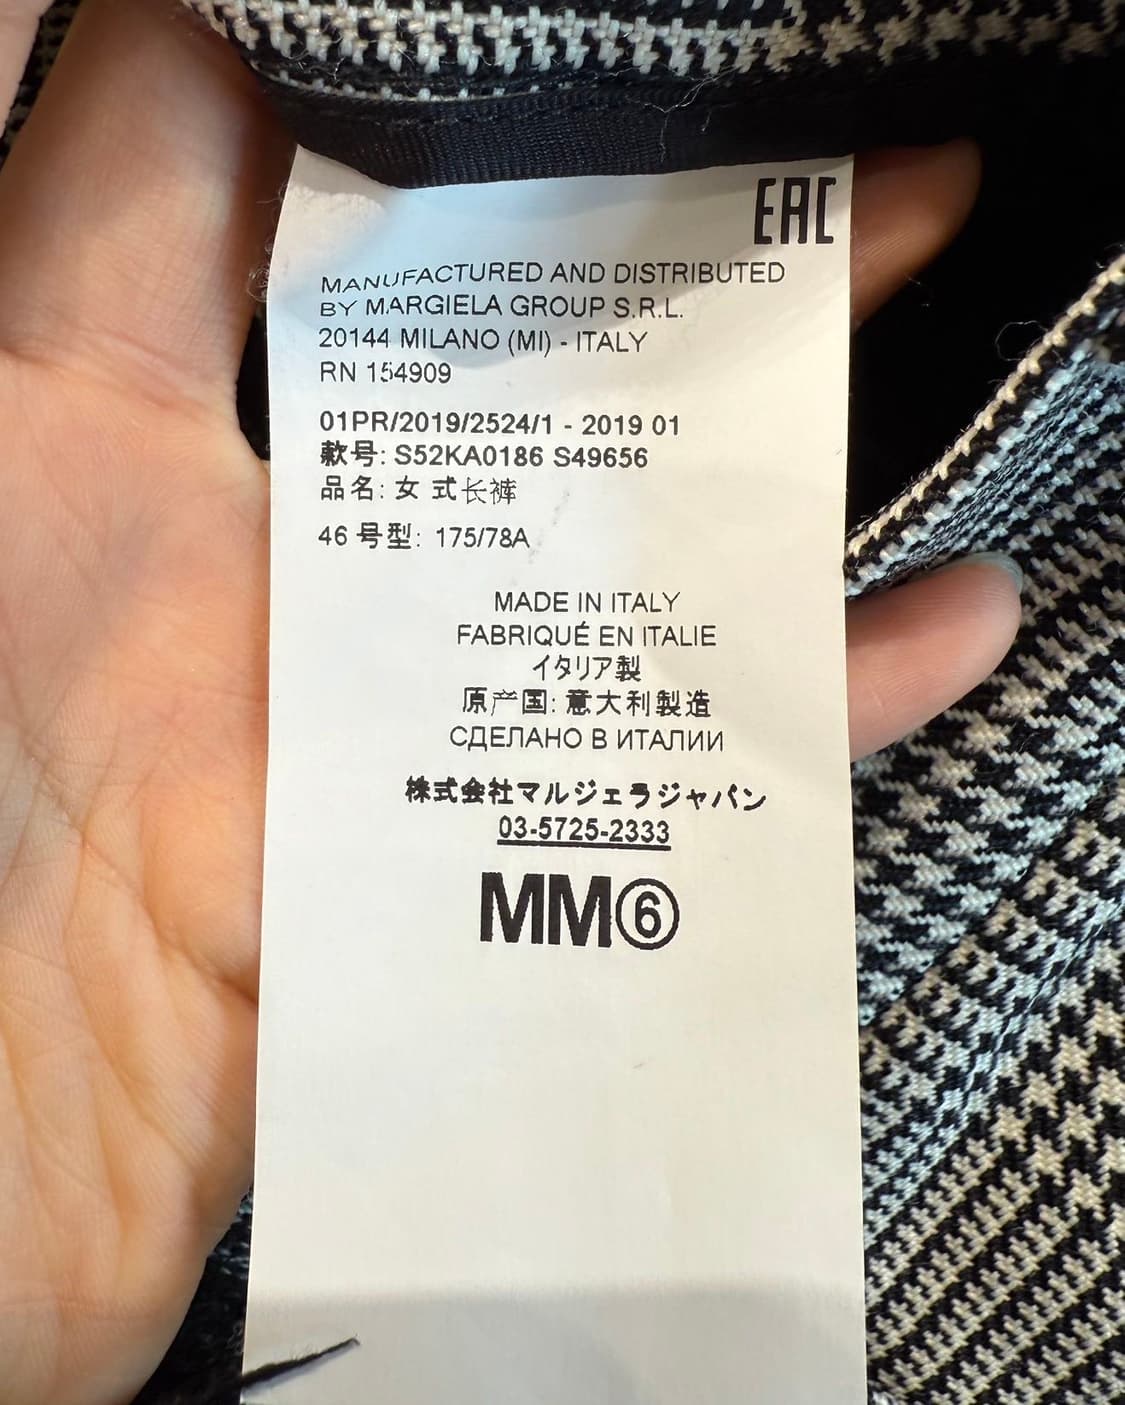 EAC
MANUFACTURED AND DISTRIBUTED
BY MARGIELA GROUP S.R.L.
20144 MILANO (MI) - ITALY
RN 154909
01PR/2019/2524/1 - 2019 01
款号: S52KA0186 S49656
品名: 女 式长裤
46 号型: 175/78A
MADE IN ITALY
FABRIQUÉ EN ITALIE
イタリア製
原产国: 意大利製造
СДЕЛАНО В ИТАЛИИ
株式会社マルジェラジャパン
03-5725-2333
MM⑥